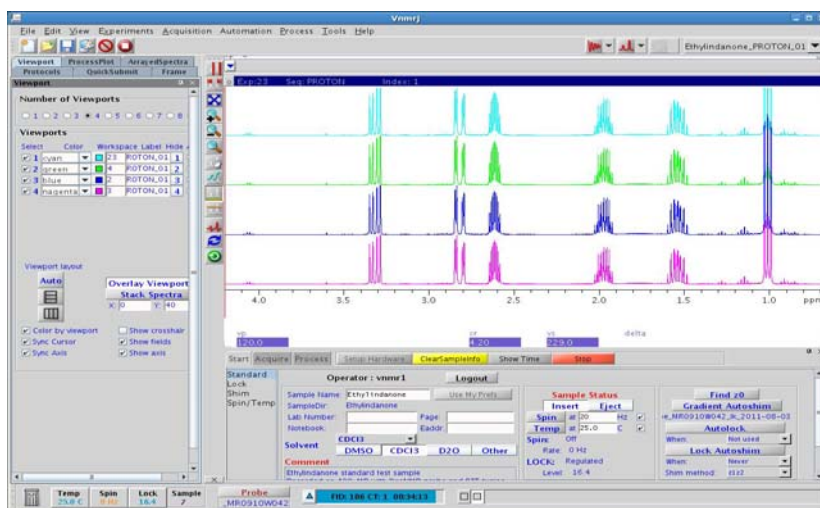 Vnmrj
File Edit View Experiments Acquisition Automation Process Tools Help
Ethylindanone_PROTON_01
Viewport ProcessPlot ArrayedSpectra
Protocols QuickSubmit Frame
Viewport
Exp:23 Seq: PROTON Index: 1
Number of Viewports
1 2 3 4 5 6 7 8
Viewports
Select Color Workspace Label Hide
1 cyan 23 ROTON_01 1
2 green 4 ROTON_01 2
3 blue 2 ROTON_01 3
4 magenta 3 ROTON_01 4
Viewport layout
Auto
Overlay Viewport
Stack Spectra
X: 0 Y: 40
Color by viewport Show crosshair
Sync Cursor Show fields
Sync Axis Show axis
4.0 3.5 3.0 2.5 2.0 1.5 1.0 ppm
vp cr vs delta
120.0 4.20 229.0
Start Acquire Process Setup Hardware ClearSampleInfo Show Time Stop
Standard
Lock
Shim
Spin/Temp
Operator : vnmr1 Logout
Sample Name: Ethylindanone Use My Prefs
SampleDir: Ethylindanone
Lab Number: Page:
Notebook: Eaddr:
Solvent CDCl3
DMSO CDCl3 D2O Other
Comment
Ethylindanone standard test sample
Sample Status
Insert Eject
Spin at 20 Hz
Temp at 25.0 C
Spin: Off
Rate: 0 Hz
LOCK: Regulated
Level: 16.4
Find z0
Gradient Autoshim
Autolock
When: Not used
Lock Autoshim
When: Never
Shim method: z1z2
Temp Spin Lock Sample
25.0 C 0 Hz 16.4 7
Probe
_MR0910W042
FID: 106 CT: 1 00:34:13